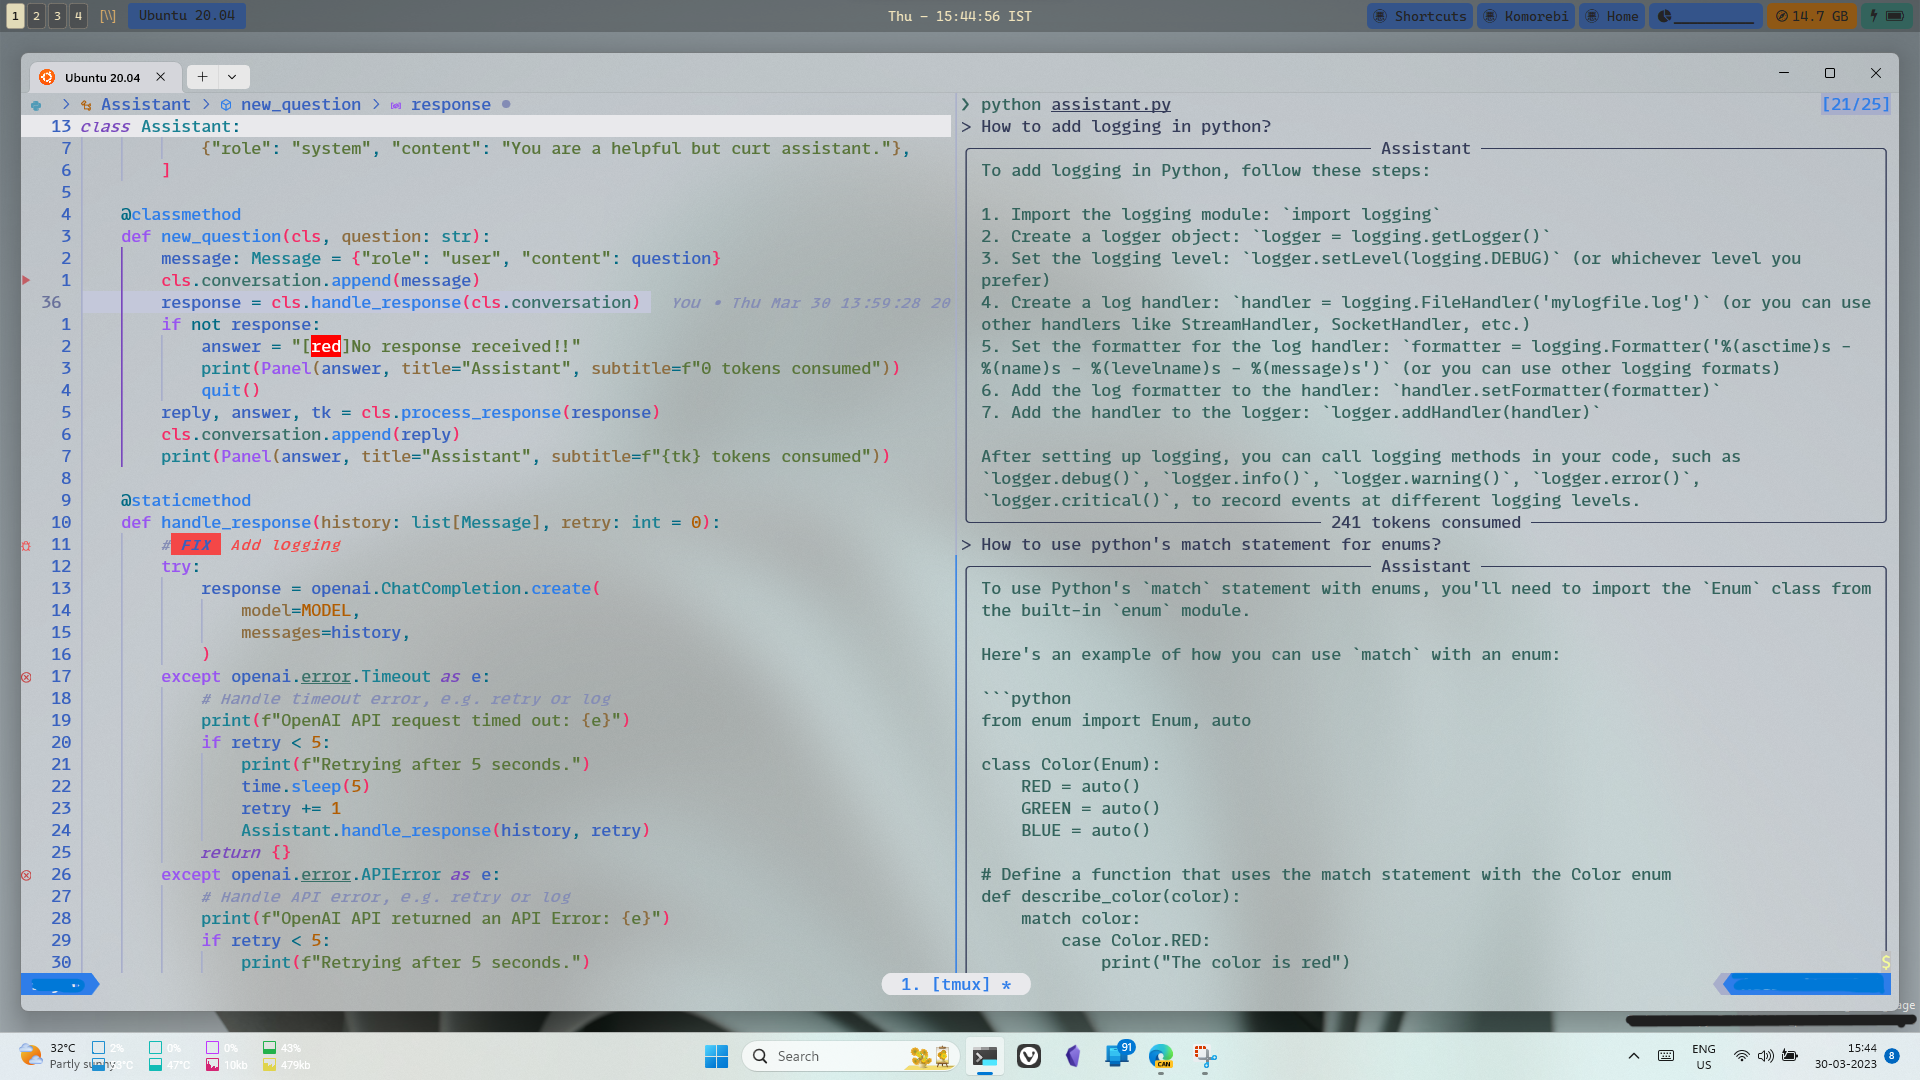 1 2 3 4 [\\] Ubuntu 20.04
Thu – 15:44:56 IST
Shortcuts Komorebi Home 14.7 GB
Ubuntu 20.04
> Assistant > new_question > response
13 class Assistant:
7 {"role": "system", "content": "You are a helpful but curt assistant."},
6 ]
5
4 @classmethod
3 def new_question(cls, question: str):
2 message: Message = {"role": "user", "content": question}
1 cls.conversation.append(message)
36 response = cls.handle_response(cls.conversation) You • Thu Mar 30 13:59:28 20
1 if not response:
2 answer = "[red]No response received!!"
3 print(Panel(answer, title="Assistant", subtitle=f"0 tokens consumed"))
4 quit()
5 reply, answer, tk = cls.process_response(response)
6 cls.conversation.append(reply)
7 print(Panel(answer, title="Assistant", subtitle=f"{tk} tokens consumed"))
8
9 @staticmethod
10 def handle_response(history: list[Message], retry: int = 0):
11 # FIX Add logging
12 try:
13 response = openai.ChatCompletion.create(
14 model=MODEL,
15 messages=history,
16 )
17 except openai.error.Timeout as e:
18 # Handle timeout error, e.g. retry or log
19 print(f"OpenAI API request timed out: {e}")
20 if retry < 5:
21 print(f"Retrying after 5 seconds.")
22 time.sleep(5)
23 retry += 1
24 Assistant.handle_response(history, retry)
25 return {}
26 except openai.error.APIError as e:
27 # Handle API error, e.g. retry or log
28 print(f"OpenAI API returned an API Error: {e}")
29 if retry < 5:
30 print(f"Retrying after 5 seconds.")
❯ python assistant.py [21/25]
> How to add logging in python?
Assistant
To add logging in Python, follow these steps:
1. Import the logging module: `import logging`
2. Create a logger object: `logger = logging.getLogger()`
3. Set the logging level: `logger.setLevel(logging.DEBUG)` (or whichever level you
prefer)
4. Create a log handler: `handler = logging.FileHandler('mylogfile.log')` (or you can use
other handlers like StreamHandler, SocketHandler, etc.)
5. Set the formatter for the log handler: `formatter = logging.Formatter('%(asctime)s -
%(name)s - %(levelname)s - %(message)s')` (or you can use other logging formats)
6. Add the log formatter to the handler: `handler.setFormatter(formatter)`
7. Add the handler to the logger: `logger.addHandler(handler)`
After setting up logging, you can call logging methods in your code, such as
`logger.debug()`, `logger.info()`, `logger.warning()`, `logger.error()`,
`logger.critical()`, to record events at different logging levels.
241 tokens consumed
> How to use python's match statement for enums?
Assistant
To use Python's `match` statement with enums, you'll need to import the `Enum` class from
the built-in `enum` module.
Here's an example of how you can use `match` with an enum:
```python
from enum import Enum, auto
class Color(Enum):
RED = auto()
GREEN = auto()
BLUE = auto()
# Define a function that uses the match statement with the Color enum
def describe_color(color):
match color:
case Color.RED:
print("The color is red")
$
1. [tmux] *
32°C
Partly sunny
2% 0% 0% 43%
47°C 10kb 479kb
Search
91
CAN
ENG
US
15:44
30-03-2023
8